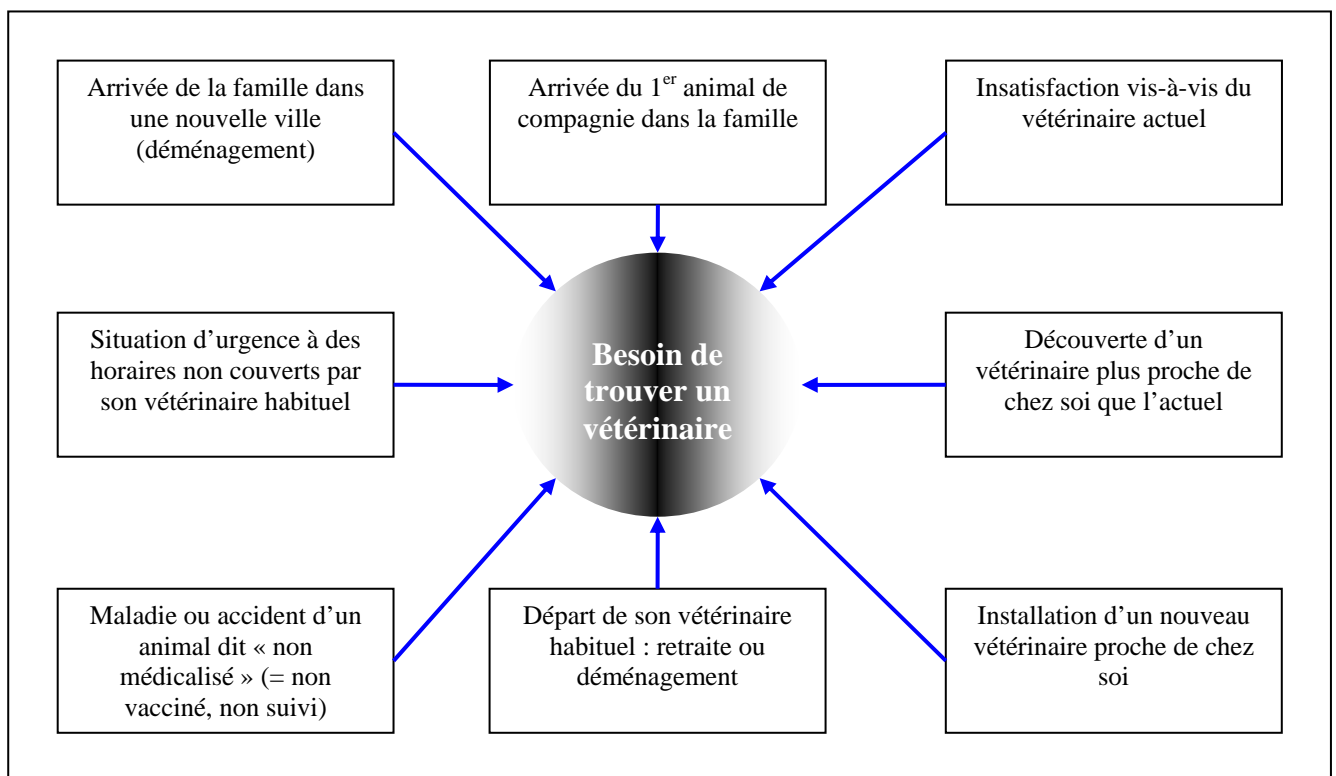 Arrivée de la famille dans
une nouvelle ville
(déménagement)
Arrivée du 1er animal de
compagnie dans la famille
Insatisfaction vis-à-vis du
vétérinaire actuel
Situation d’urgence à des
horaires non couverts par
son vétérinaire habituel
Besoin de
trouver un
vétérinaire
Découverte d’un
vétérinaire plus proche de
chez soi que l’actuel
Maladie ou accident d’un
animal dit « non
médicalisé » (= non
vacciné, non suivi)
Départ de son vétérinaire
habituel : retraite ou
déménagement
Installation d’un nouveau
vétérinaire proche de chez
soi